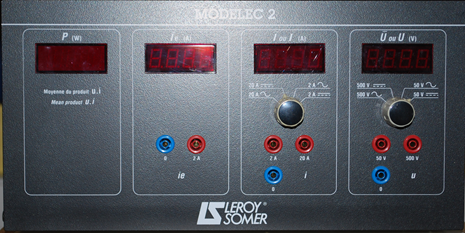 MODELEC 2
P (W)
Ie (A)
I ou I (A)
U ou U (V)
Moyenne du produit u.i
Mean product u.i
20 A
2 A
20 A
2 A
500 V
50 V
500 V
50 V
0
2 A
2 A
20 A
50 V
500 V
0
0
ie
i
u
LS LEROY®
SOMER